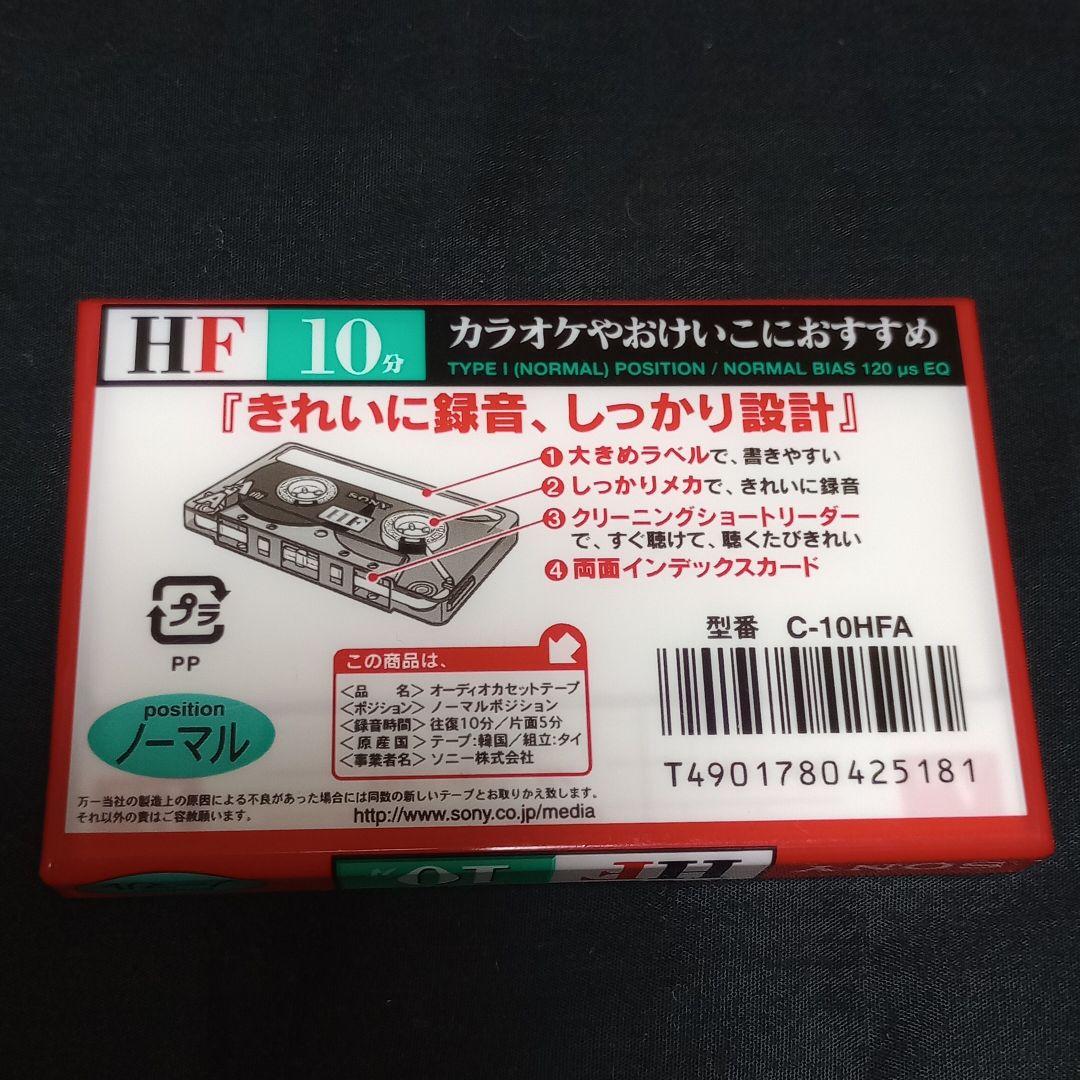 HF 10分 カラオケやおけいこにおすすめ
TYPE I (NORMAL) POSITION / NORMAL BIAS 120 μs EQ
『きれいに録音、しっかり設計』
① 大きめラベルで、書きやすい
② しっかりメカで、きれいに録音
③ クリーニングショートリーダー
で、すぐ聴けて、聴くたびきれい
④ 両面インデックスカード
SONY
HF
プラ
PP
position
ノーマル
この商品は、
<品 名> オーディオカセットテープ
<ポジション> ノーマルポジション
<録音時間> 往復10分/片面5分
<原 産 国> テープ:韓国/組立:タイ
<事業者名> ソニー株式会社
型番 C-10HFA
T4901780425181
万一当社の製造上の原因による不良があった場合には同数の新しいテープとお取りかえ致します。
それ以外の責はご容赦願います。
http://www.sony.co.jp/media
HF 10
SONY